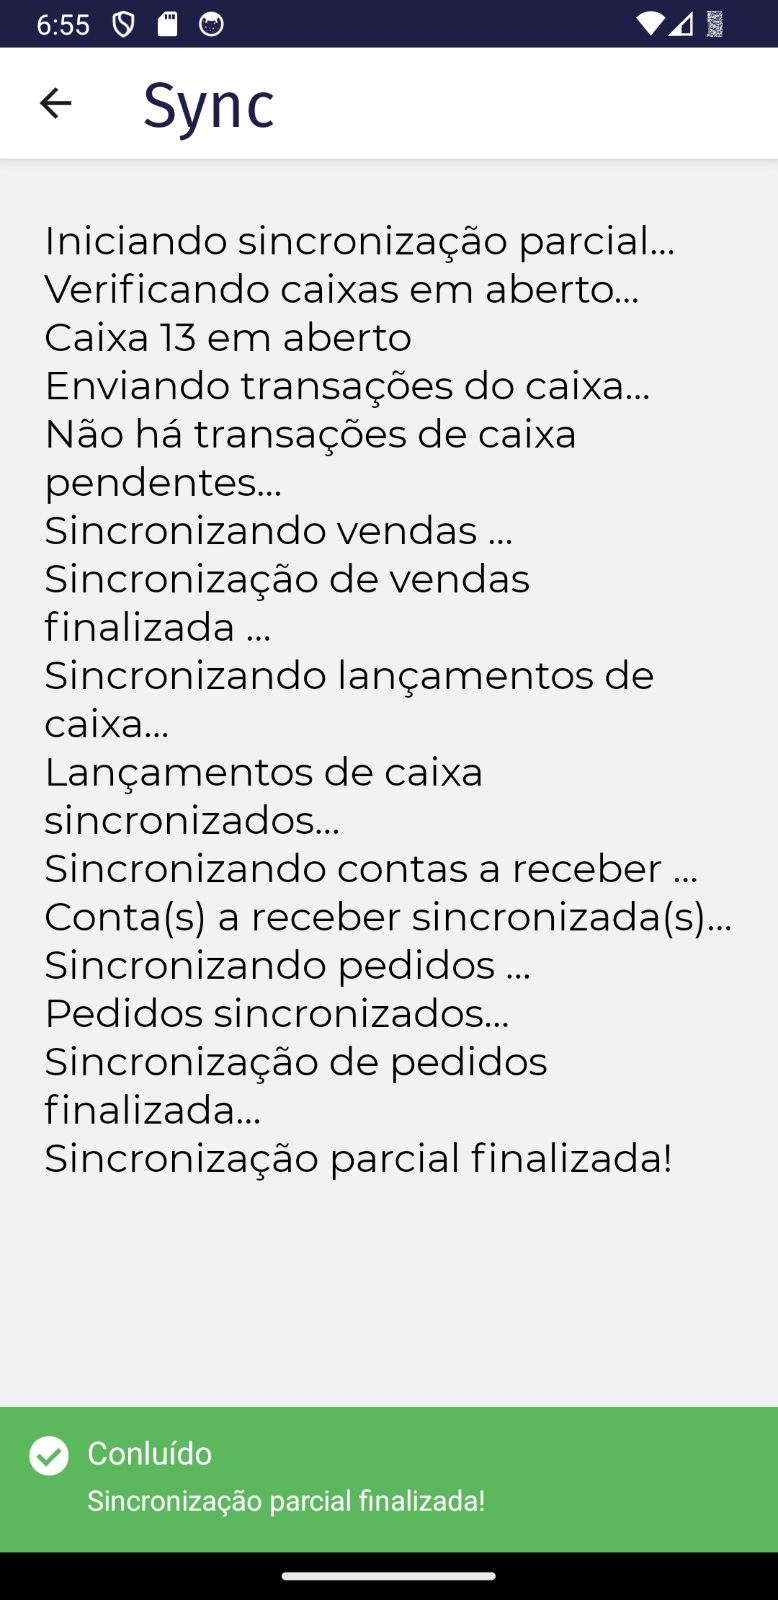 6:55
Sync
Iniciando sincronização parcial...
Verificando caixas em aberto...
Caixa 13 em aberto
Enviando transações do caixa...
Não há transações de caixa
pendentes...
Sincronizando vendas ...
Sincronização de vendas
finalizada ...
Sincronizando lançamentos de
caixa...
Lançamentos de caixa
sincronizados...
Sincronizando contas a receber ...
Conta(s) a receber sincronizada(s)...
Sincronizando pedidos ...
Pedidos sincronizados...
Sincronização de pedidos
finalizada...
Sincronização parcial finalizada!
Conluído
Sincronização parcial finalizada!